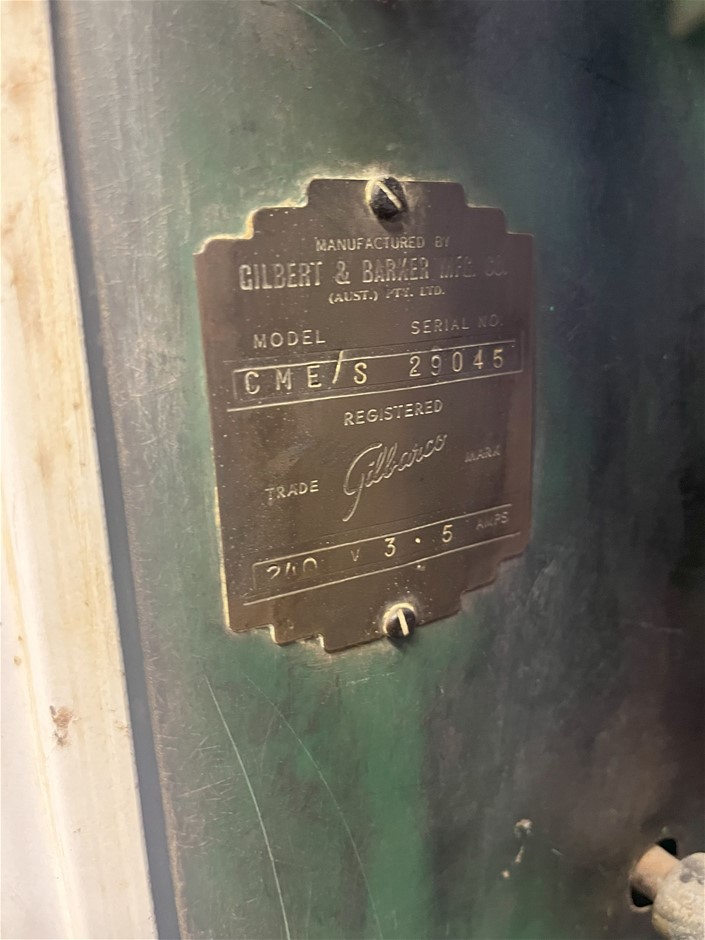 MANUFACTURED BY
GILBERT & BARKER MFG. CO.
(AUST.) PTY. LTD.
MODEL SERIAL NO.
CME/S 29045
REGISTERED
TRADE Gilbarco MARK
240 V 3.5 AMPS